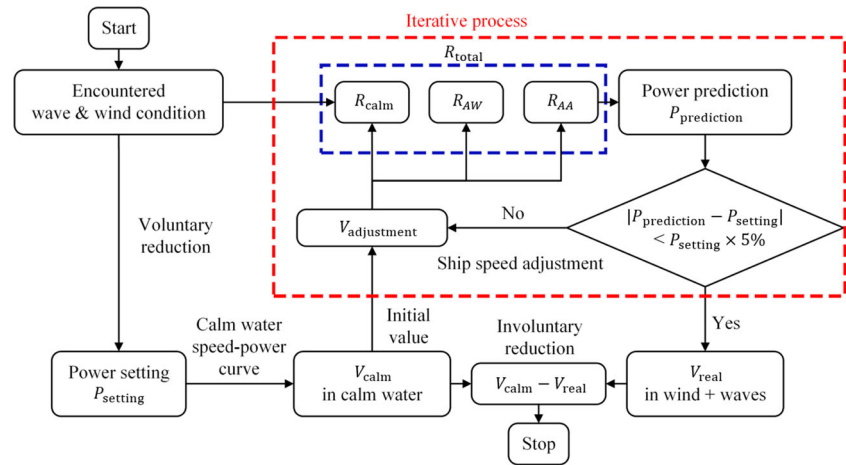 Start
Iterative process
R_total
Encountered
wave & wind condition
R_calm
R_AW
R_AA
Power prediction
P_prediction
Voluntary
reduction
V_adjustment
No
|P_prediction − P_setting|
< P_setting × 5%
Ship speed adjustment
Calm water
speed-power
curve
Initial
value
Involuntary
reduction
Yes
Power setting
P_setting
V_calm
in calm water
V_calm − V_real
V_real
in wind + waves
Stop